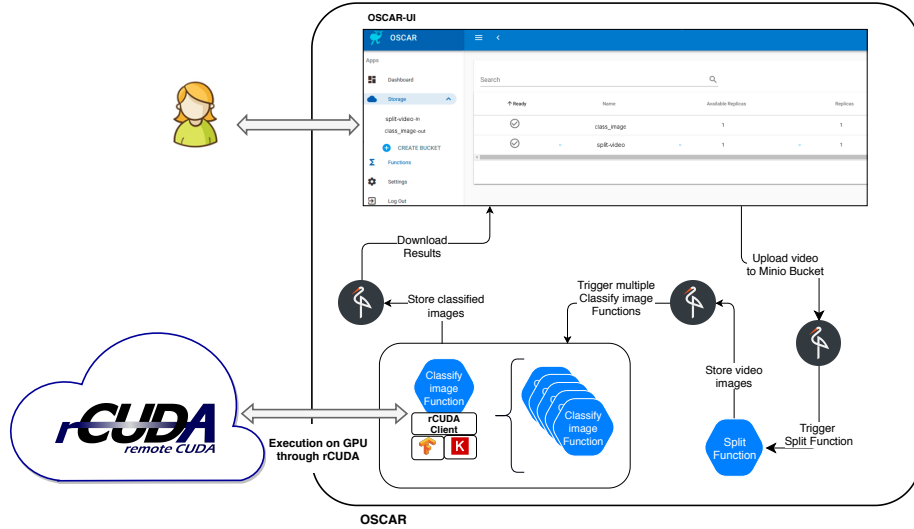 OSCAR-UI
OSCAR
Apps
Dashboard
Storage
split-video-in
class_image-out
CREATE BUCKET
Functions
Settings
Log Out
Search
Ready Name Available Replicas Replicas
class_image 1 1
split-video 1 1
Download
Results
Upload video
to Minio Bucket
Store classified
images
Trigger multiple
Classify image
Functions
Store video
images
Trigger
Split Function
Split
Function
Classify
image
Function
rCUDA
Client
K
Classify
image
Function
rCUDA
remote CUDA
Execution on GPU
through rCUDA
OSCAR